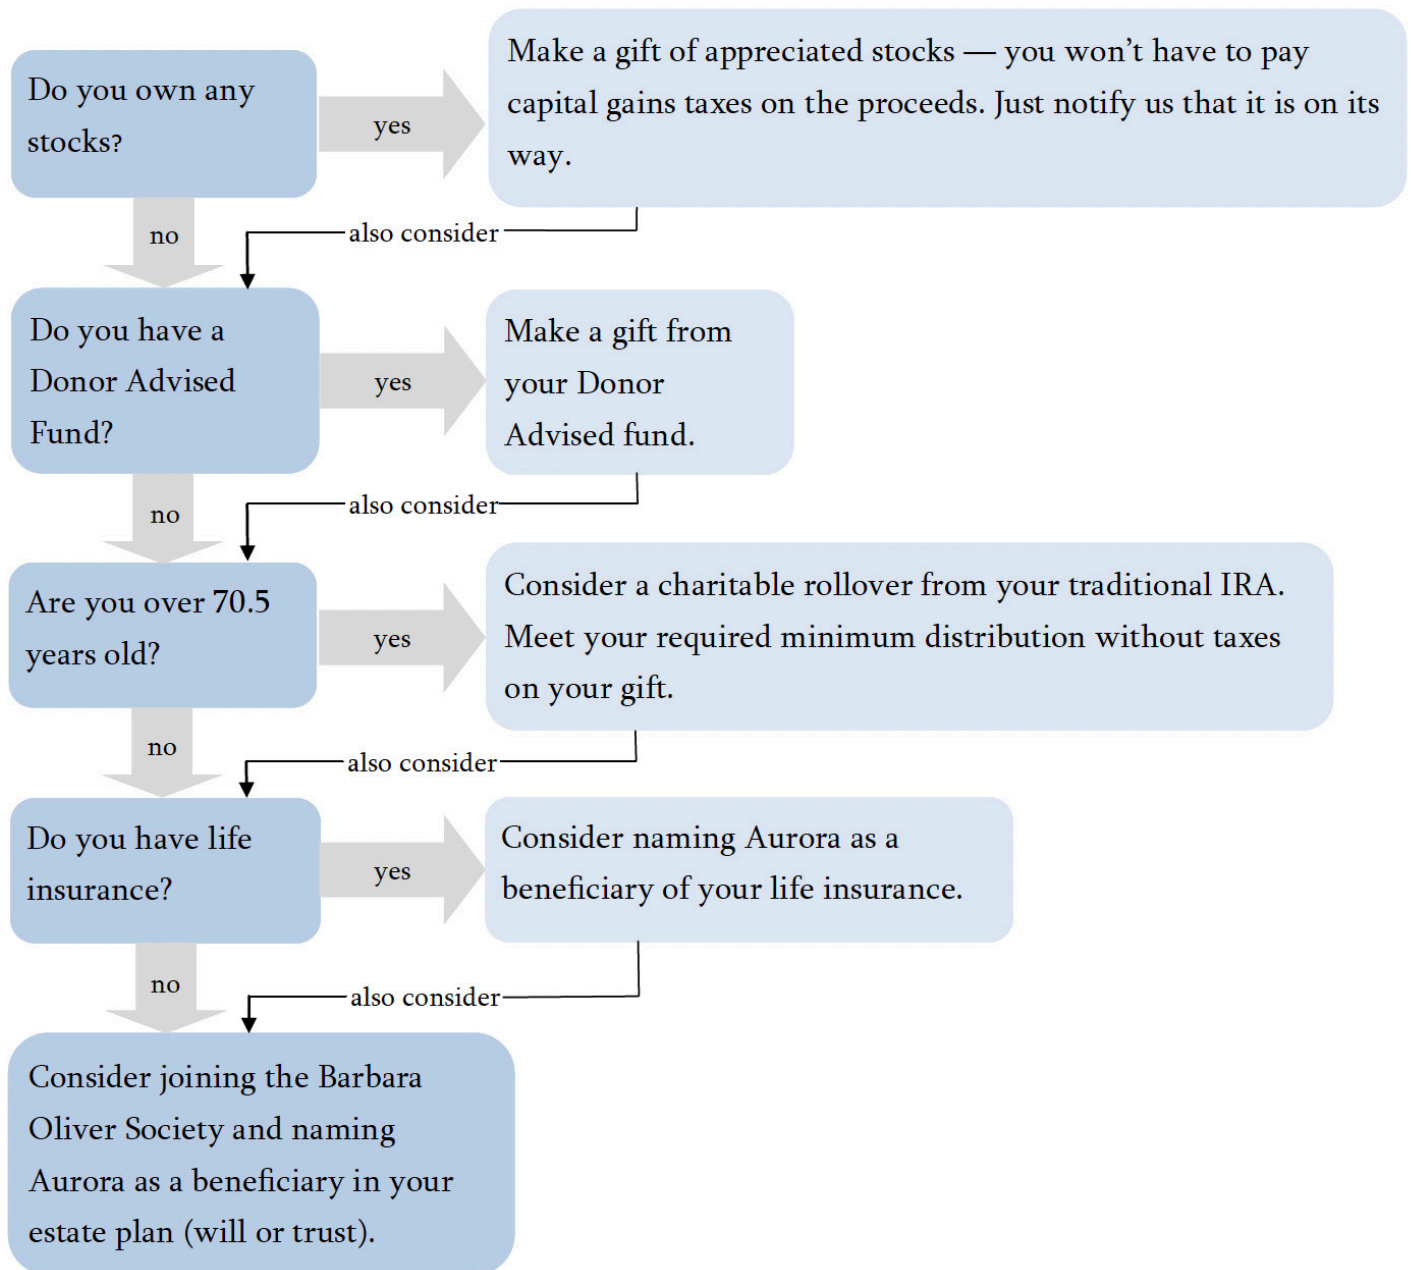 Do you own any
stocks?
yes
Make a gift of appreciated stocks — you won’t have to pay
capital gains taxes on the proceeds. Just notify us that it is on its
way.
no
also consider
Do you have a
Donor Advised
Fund?
yes
Make a gift from
your Donor
Advised fund.
no
also consider
Are you over 70.5
years old?
yes
Consider a charitable rollover from your traditional IRA.
Meet your required minimum distribution without taxes
on your gift.
no
also consider
Do you have life
insurance?
yes
Consider naming Aurora as a
beneficiary of your life insurance.
no
also consider
Consider joining the Barbara
Oliver Society and naming
Aurora as a beneficiary in your
estate plan (will or trust).